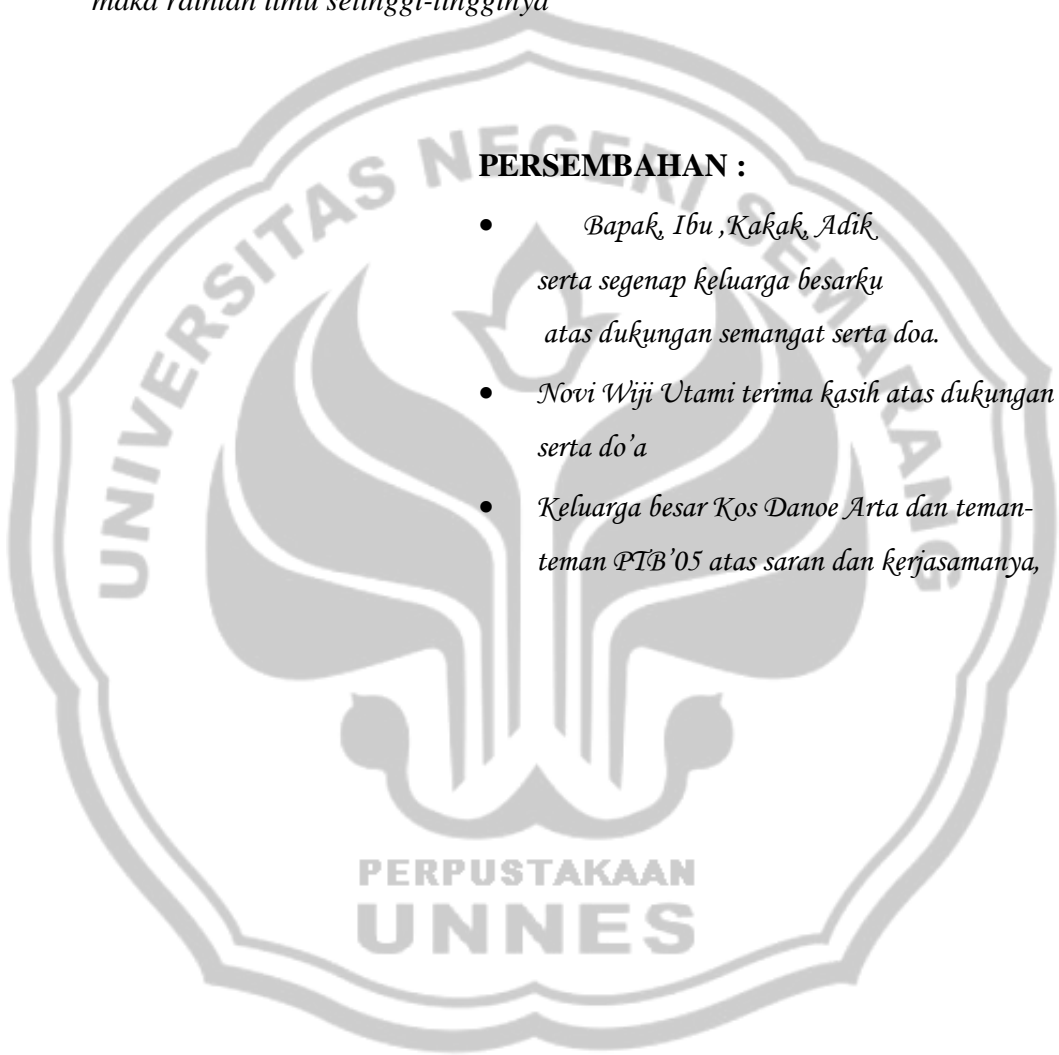 maka raihlah ilmu setinggi-tingginya
PERSEMBAHAN :
• Bapak, Ibu ,Kakak, Adik
serta segenap keluarga besarku
atas dukungan semangat serta doa.
• Novi Wiji Utami terima kasih atas dukungan
serta do’a
• Keluarga besar Kos Danoe Arta dan teman-
teman PTB’05 atas saran dan kerjasamanya,
UNIVERSITAS NEGERI SEMARANG
PERPUSTAKAAN
UNNES